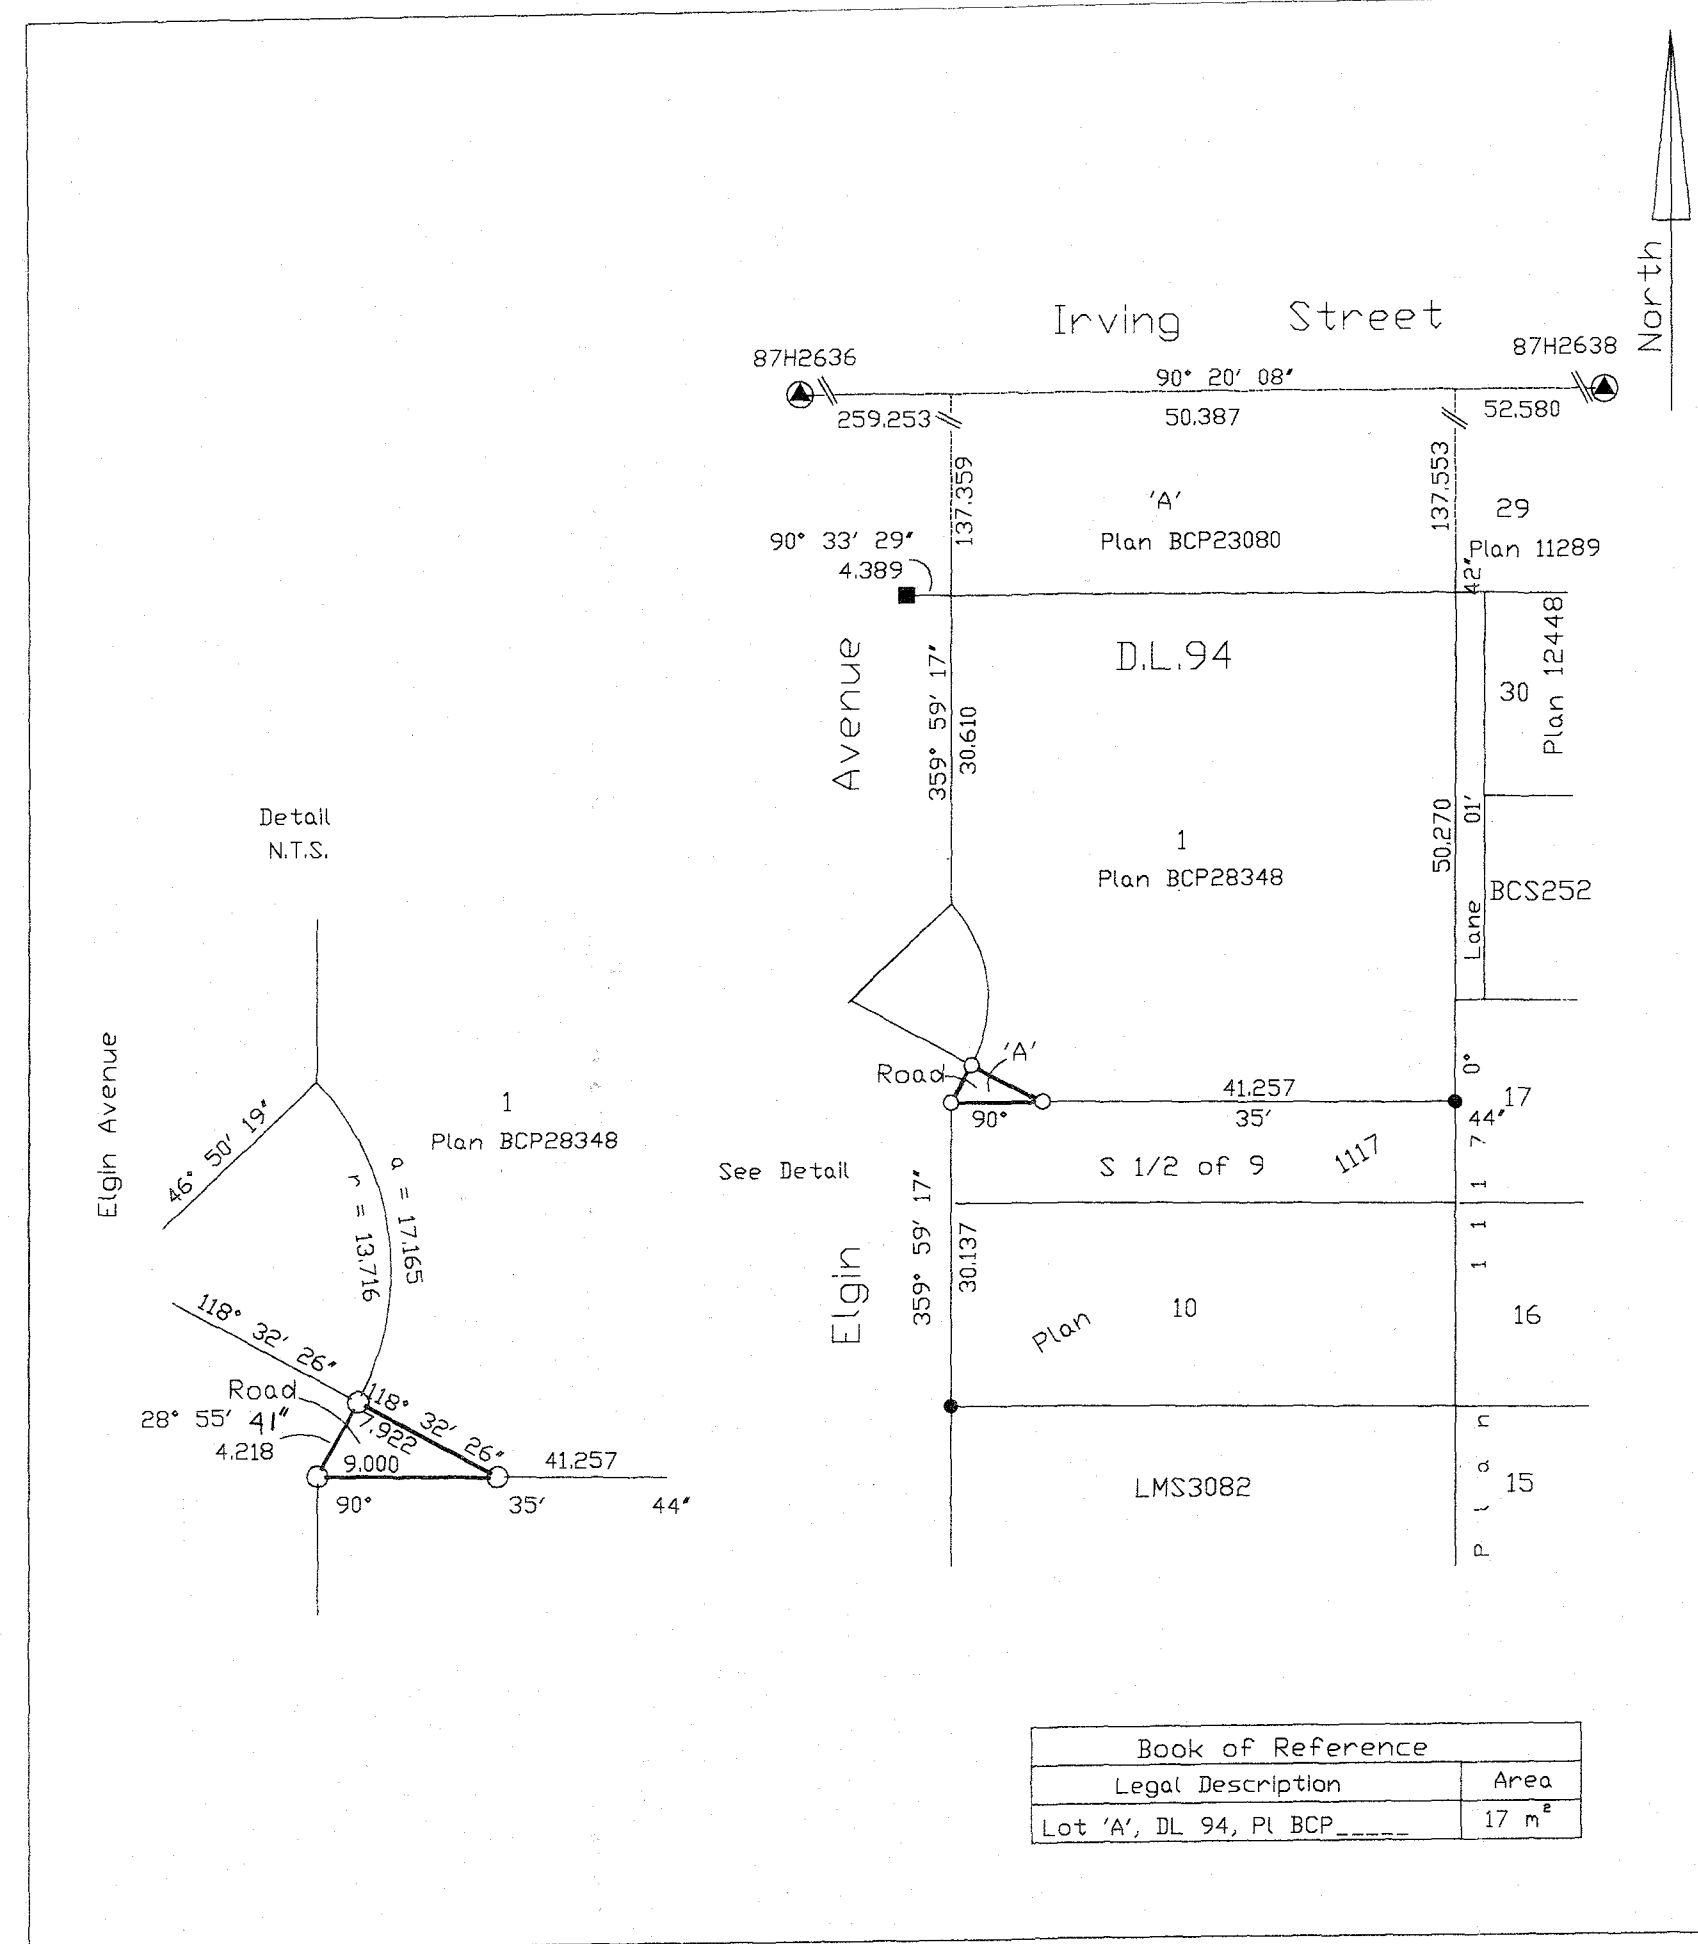 North
Irving Street
87H2636
87H2638
90° 20′ 08″
259.253
50.387
52.580
137.359
137.553
'A'
Plan BCP23080
29
Plan 11289
90° 33′ 29″
4.389
D.L.94
Elgin Avenue
359° 59′ 17″
30.610
30
Plan 12448
1
Plan BCP28348
50.270
0° 01′ 42″
Lane
BCS252
'A'
Road
41.257
90° 35′ 44″
17
See Detail
S 1/2 of 9
359° 59′ 17″
30.137
10
Plan 1117
Plan 1117
16
15
LMS3082
Detail
N.T.S.
Elgin Avenue
46° 50′ 19″
1
Plan BCP28348
a = 17.165
r = 13.716
118° 32′ 26″
Road
118° 32′ 26″
7.922
28° 55′ 41″
4.218
9.000
41.257
90° 35′ 44″
Book of Reference
Legal Description Area
Lot 'A', DL 94, Pl BCP_____ 17 m²